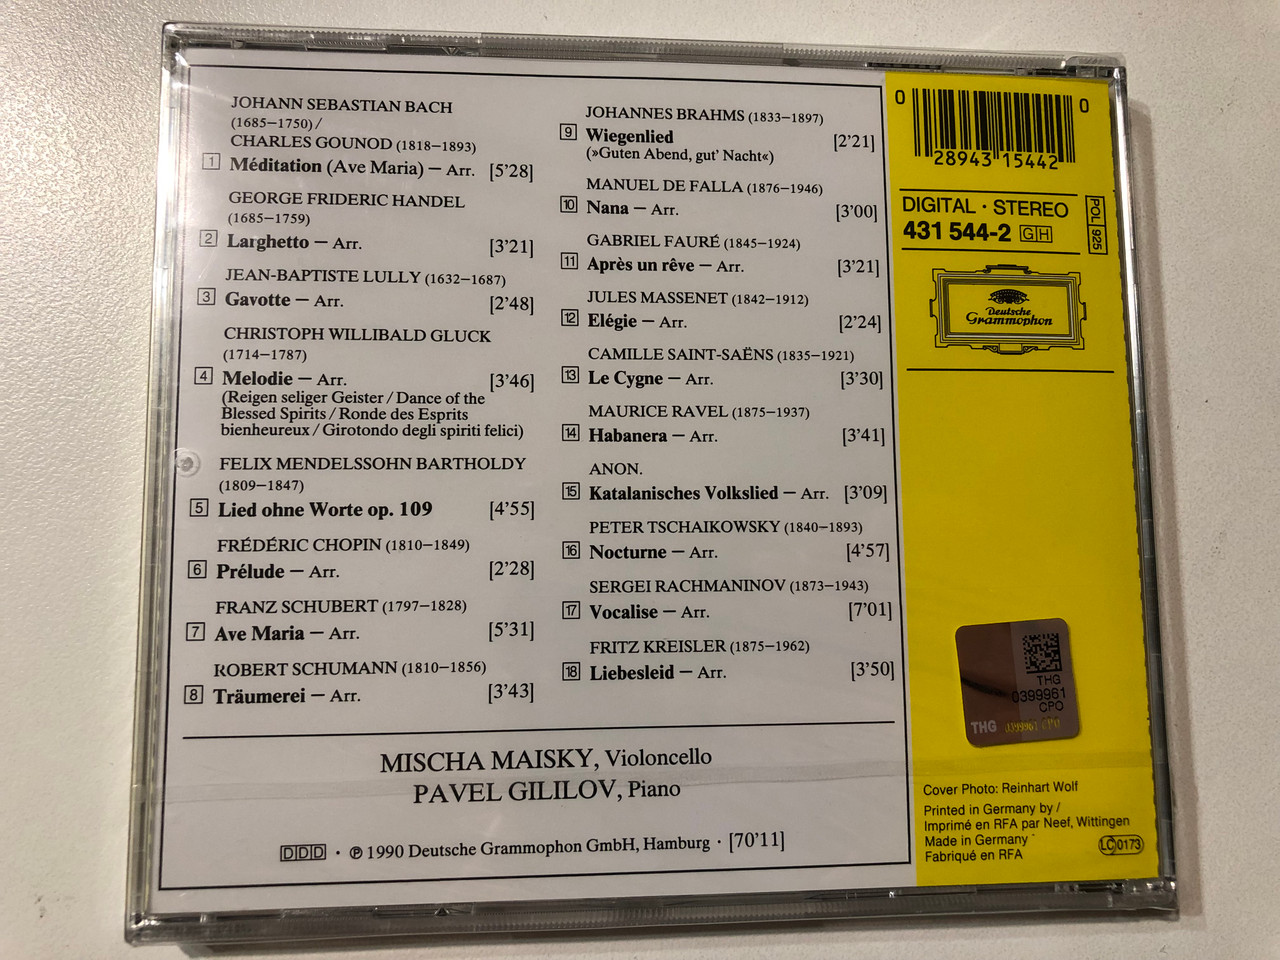 JOHANN SEBASTIAN BACH
(1685–1750) /
CHARLES GOUNOD (1818–1893)
1 Méditation (Ave Maria) – Arr. [5'28]
GEORGE FRIDERIC HANDEL
(1685–1759)
2 Larghetto – Arr. [3'21]
JEAN-BAPTISTE LULLY (1632–1687)
3 Gavotte – Arr. [2'48]
CHRISTOPH WILLIBALD GLUCK
(1714–1787)
4 Melodie – Arr. [3'46]
(Reigen seliger Geister / Dance of the
Blessed Spirits / Ronde des Esprits
bienheureux / Girotondo degli spiriti felici)
FELIX MENDELSSOHN BARTHOLDY
(1809–1847)
5 Lied ohne Worte op. 109 [4'55]
FRÉDÉRIC CHOPIN (1810–1849)
6 Prélude – Arr. [2'28]
FRANZ SCHUBERT (1797–1828)
7 Ave Maria – Arr. [5'31]
ROBERT SCHUMANN (1810–1856)
8 Träumerei – Arr. [3'43]
JOHANNES BRAHMS (1833–1897)
9 Wiegenlied [2'21]
(»Guten Abend, gut' Nacht«)
MANUEL DE FALLA (1876–1946)
10 Nana – Arr. [3'00]
GABRIEL FAURÉ (1845–1924)
11 Après un rêve – Arr. [3'21]
JULES MASSENET (1842–1912)
12 Elégie – Arr. [2'24]
CAMILLE SAINT-SAËNS (1835–1921)
13 Le Cygne – Arr. [3'30]
MAURICE RAVEL (1875–1937)
14 Habanera – Arr. [3'41]
ANON.
15 Katalanisches Volkslied – Arr. [3'09]
PETER TSCHAIKOWSKY (1840–1893)
16 Nocturne – Arr. [4'57]
SERGEI RACHMANINOV (1873–1943)
17 Vocalise – Arr. [7'01]
FRITZ KREISLER (1875–1962)
18 Liebesleid – Arr. [3'50]
MISCHA MAISKY, Violoncello
PAVEL GILILOV, Piano
DDD · ℗ 1990 Deutsche Grammophon GmbH, Hamburg · [70'11]
0 28943 15442 0
DIGITAL · STEREO
431 544-2 GH
POL 925
Deutsche
Grammophon
THG
0399961
CPO
THG 0399961 CPO
Cover Photo: Reinhart Wolf
Printed in Germany by /
Imprimé en RFA par Neef, Wittingen
Made in Germany
Fabriqué en RFA
LC 0173